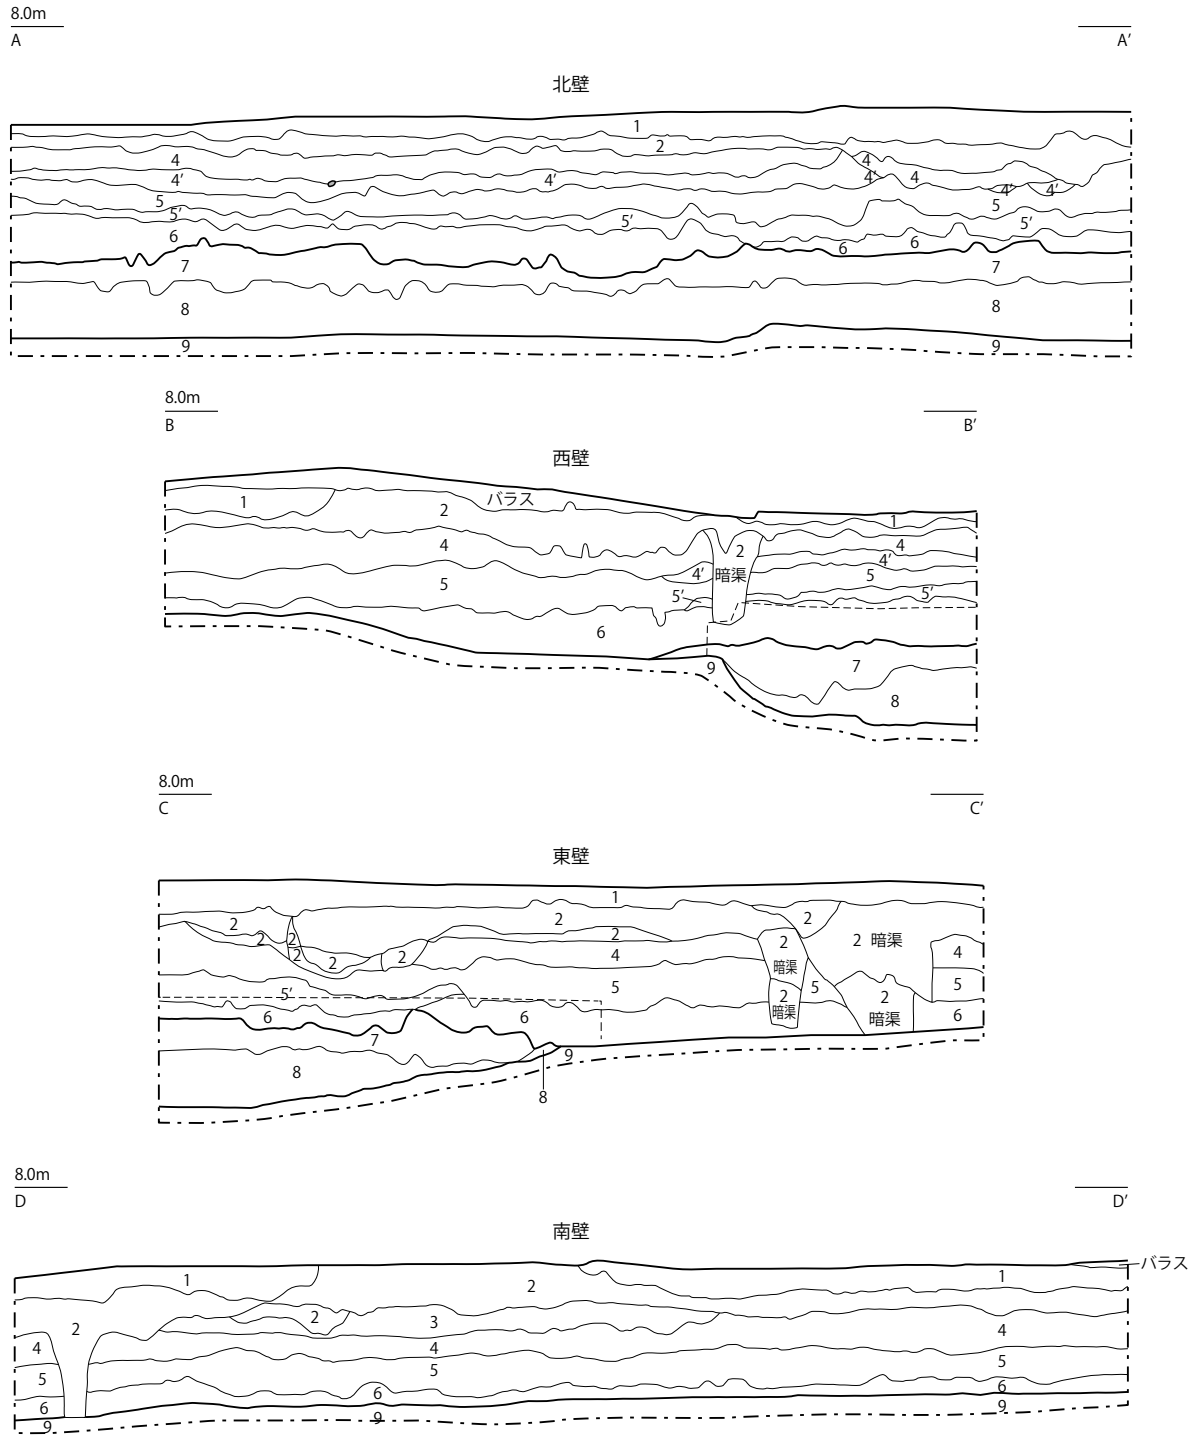 8.0m
A A′
北壁
1
2
4 4
4′ 4′ 4′ 4 4′ 4′
5 5
5′ 5′ 5′
6 6 6
7 7
8 8
9 9
8.0m
B B′
西壁
1 バラス
2 1
4 2 4
4′ 暗渠 4′
5 5
5′ 5′
6
9 7
8
8.0m
C C′
東壁
1
2 2 2
2 2 2 2 暗渠
2 2 2 4 暗渠 4
5′ 5 2 5 2 5
6 6 暗渠 暗渠 6
7
8 9
8
8.0m
D D′
南壁
バラス
1 2 1
2 2 3 4
4 4
5 5 5
6 6 6
9 9 9